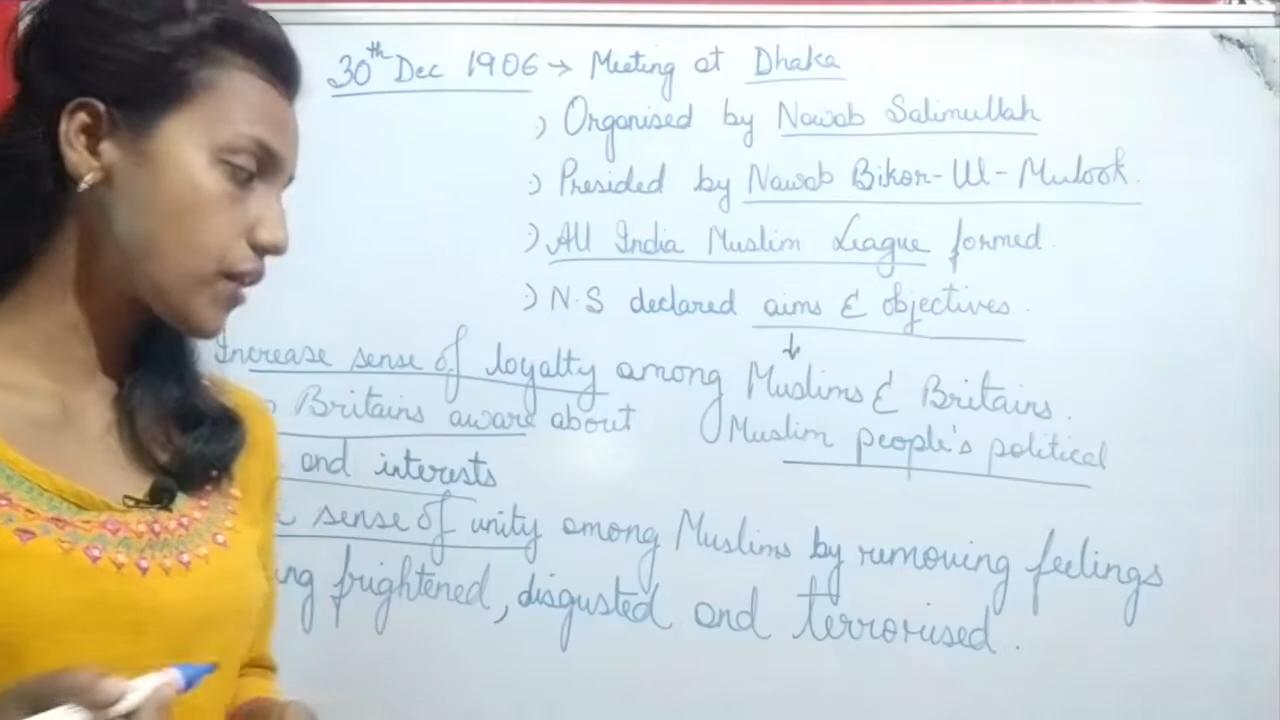 30th Dec 1906 → Meeting at Dhaka
:) Organised by Nawab Salimullah
:) Presided by Nawab Bikar-Ul-Mulook.
:) All India Muslim League formed.
:) N.S declared aims & objectives.
↓
Increase sense of loyalty among Muslims & Britains.
Britains aware about Muslim people's political
and interests
sense of unity among Muslims by removing feelings
ing frightened, disgusted and terrorised.